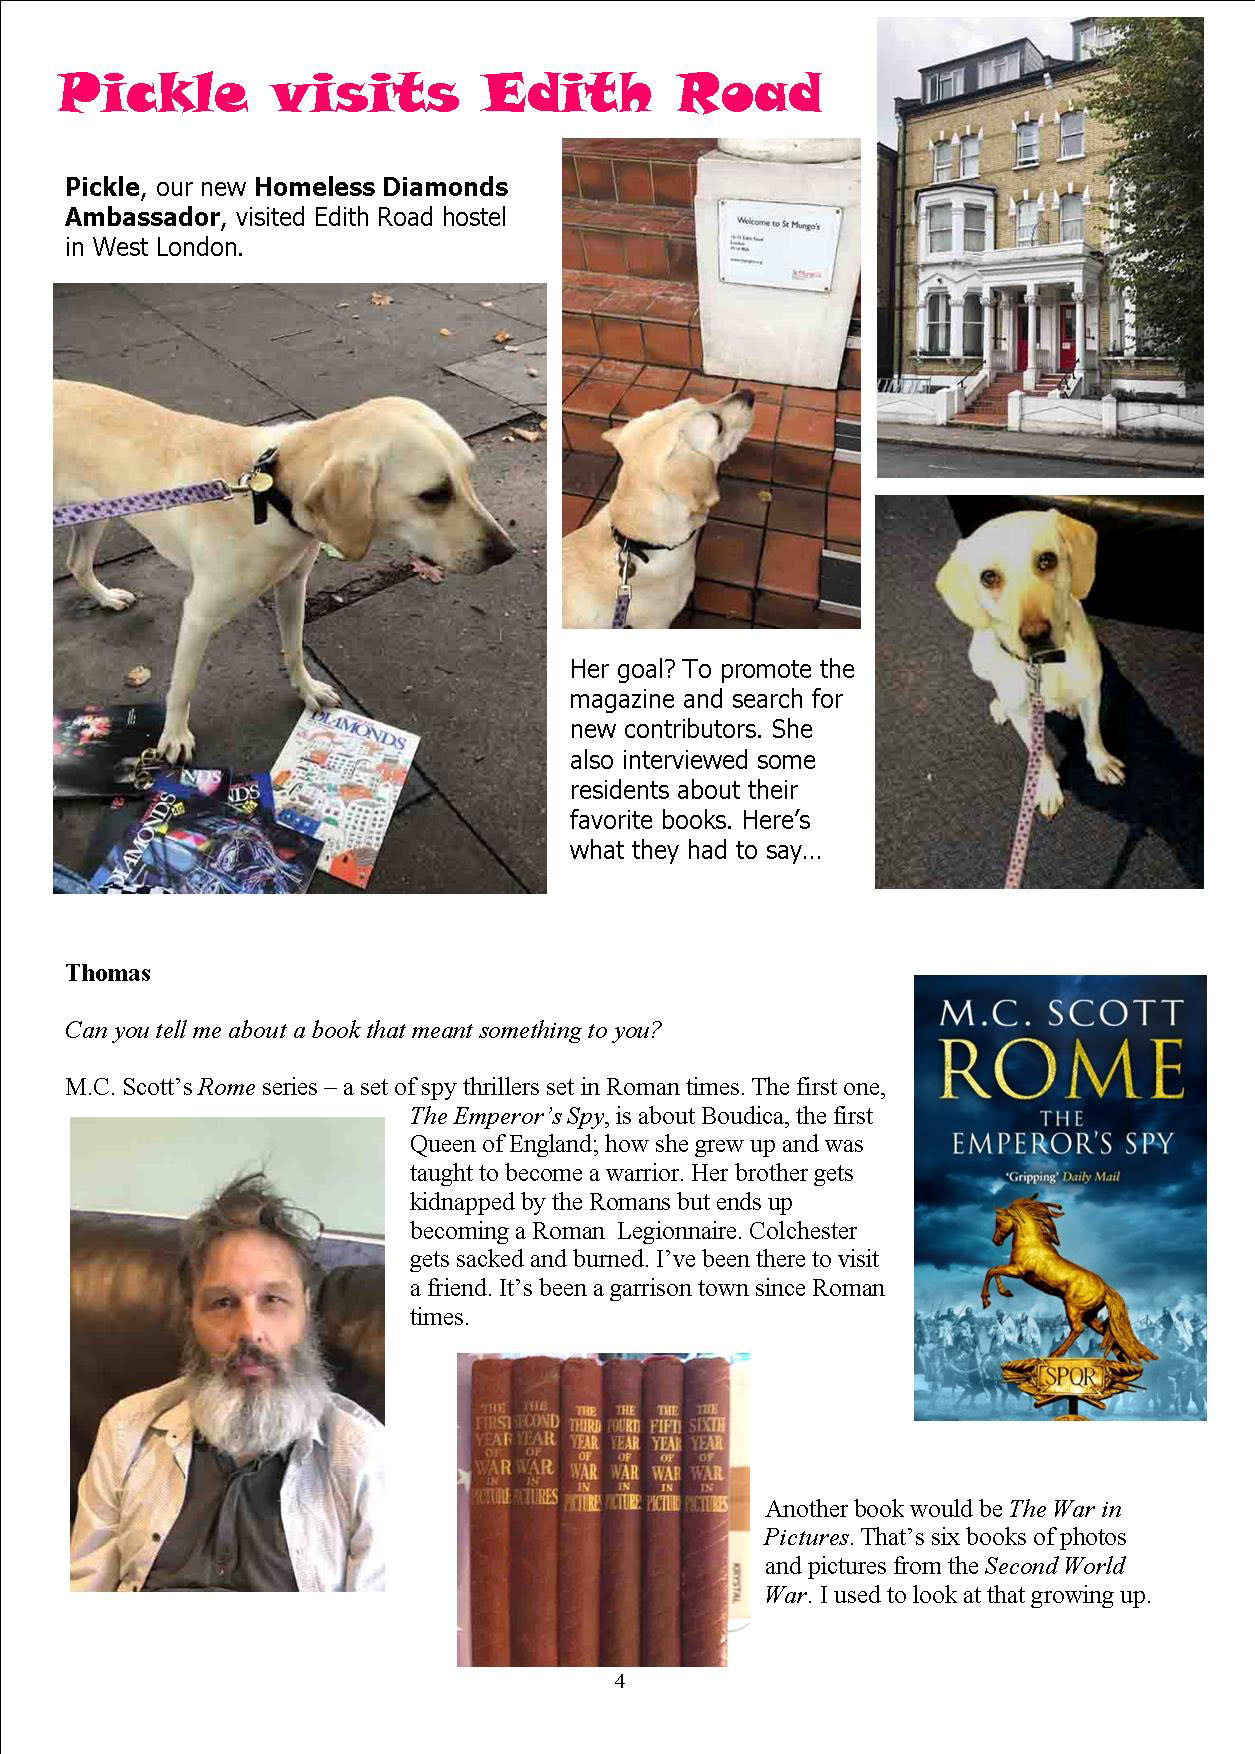 Pickle visits Edith Road
Pickle, our new Homeless Diamonds
Ambassador, visited Edith Road hostel
in West London.
Welcome to St Mungo's
London
St Mungo's
DIAMONDS
NDS
NDS
DIAMONDS
Her goal? To promote the
magazine and search for
new contributors. She
also interviewed some
residents about their
favorite books. Here's
what they had to say...
Thomas
Can you tell me about a book that meant something to you?
M.C. Scott's Rome series – a set of spy thrillers set in Roman times. The first one,
The Emperor's Spy, is about Boudica, the first
Queen of England; how she grew up and was
taught to become a warrior. Her brother gets
kidnapped by the Romans but ends up
becoming a Roman  Legionnaire. Colchester
gets sacked and burned. I've been there to visit
a friend. It's been a garrison town since Roman
times.
M.C. SCOTT
ROME
THE
EMPEROR'S SPY
'Gripping' Daily Mail
SPQR
THE FIRST YEAR OF WAR IN PICTURES
THE SECOND YEAR OF WAR IN PICTURES
THE THIRD YEAR OF WAR IN PICTURES
THE FOURTH YEAR OF WAR IN PICTURES
THE FIFTH YEAR OF WAR IN PICTURES
THE SIXTH YEAR OF WAR IN PICTURES
KRYSTAL
Another book would be The War in
Pictures. That's six books of photos
and pictures from the Second World
War. I used to look at that growing up.
4